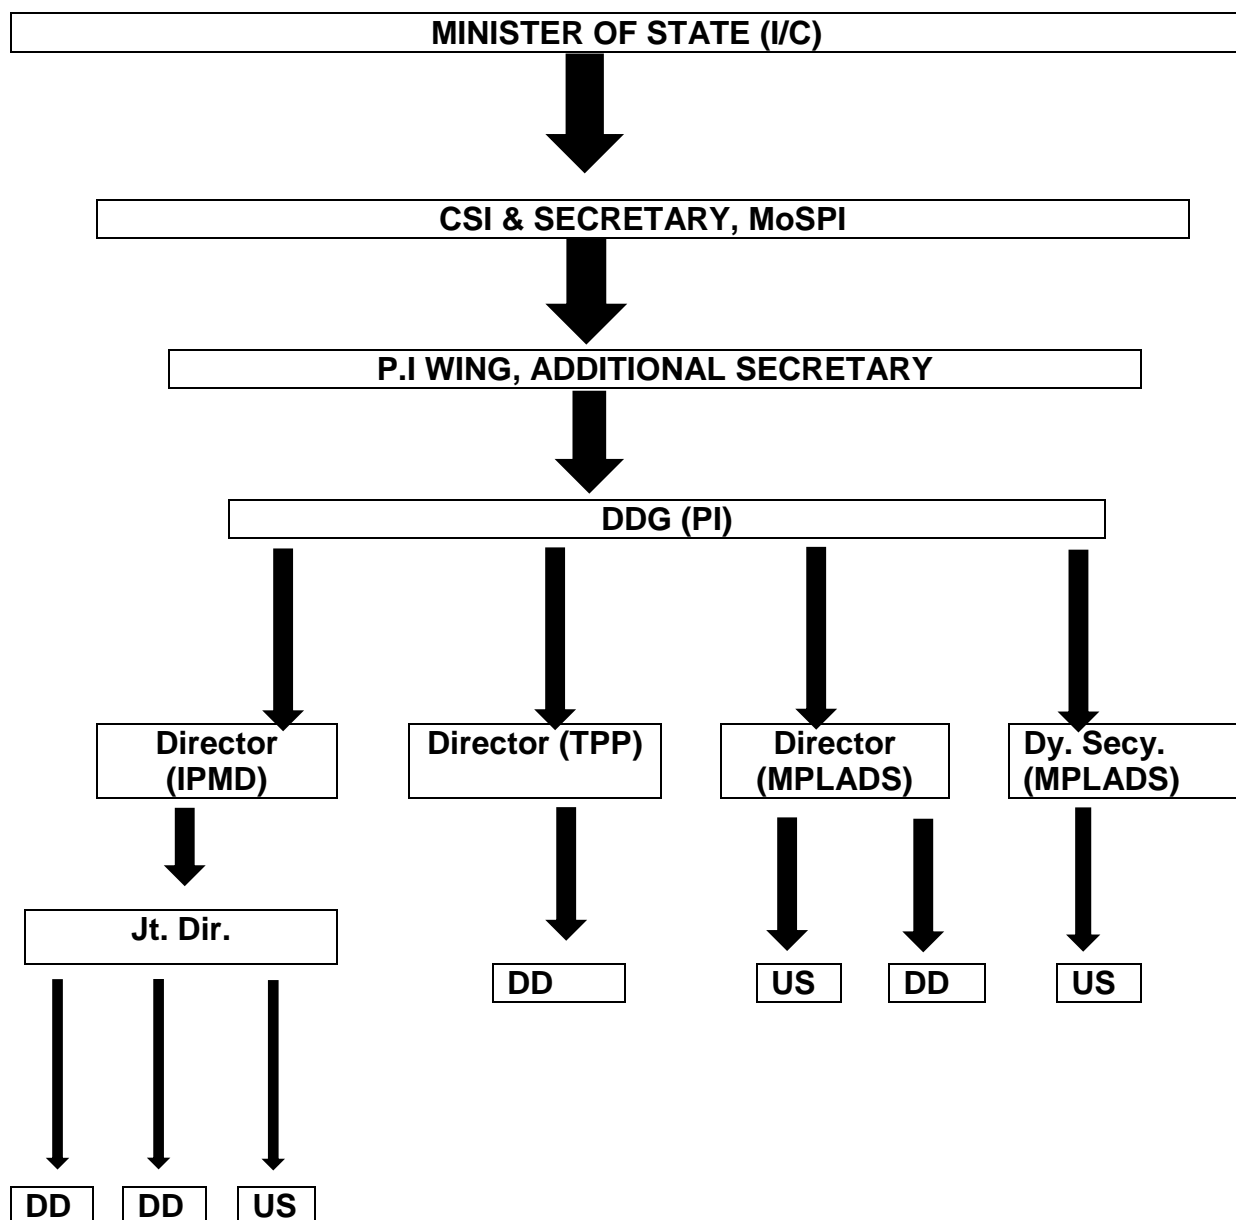 MINISTER OF STATE (I/C)
CSI & SECRETARY, MoSPI
P.I WING, ADDITIONAL SECRETARY
DDG (PI)
Director
(IPMD)
Director (TPP)
Director
(MPLADS)
Dy. Secy.
(MPLADS)
Jt. Dir.
DD
US
DD
US
DD
DD
US